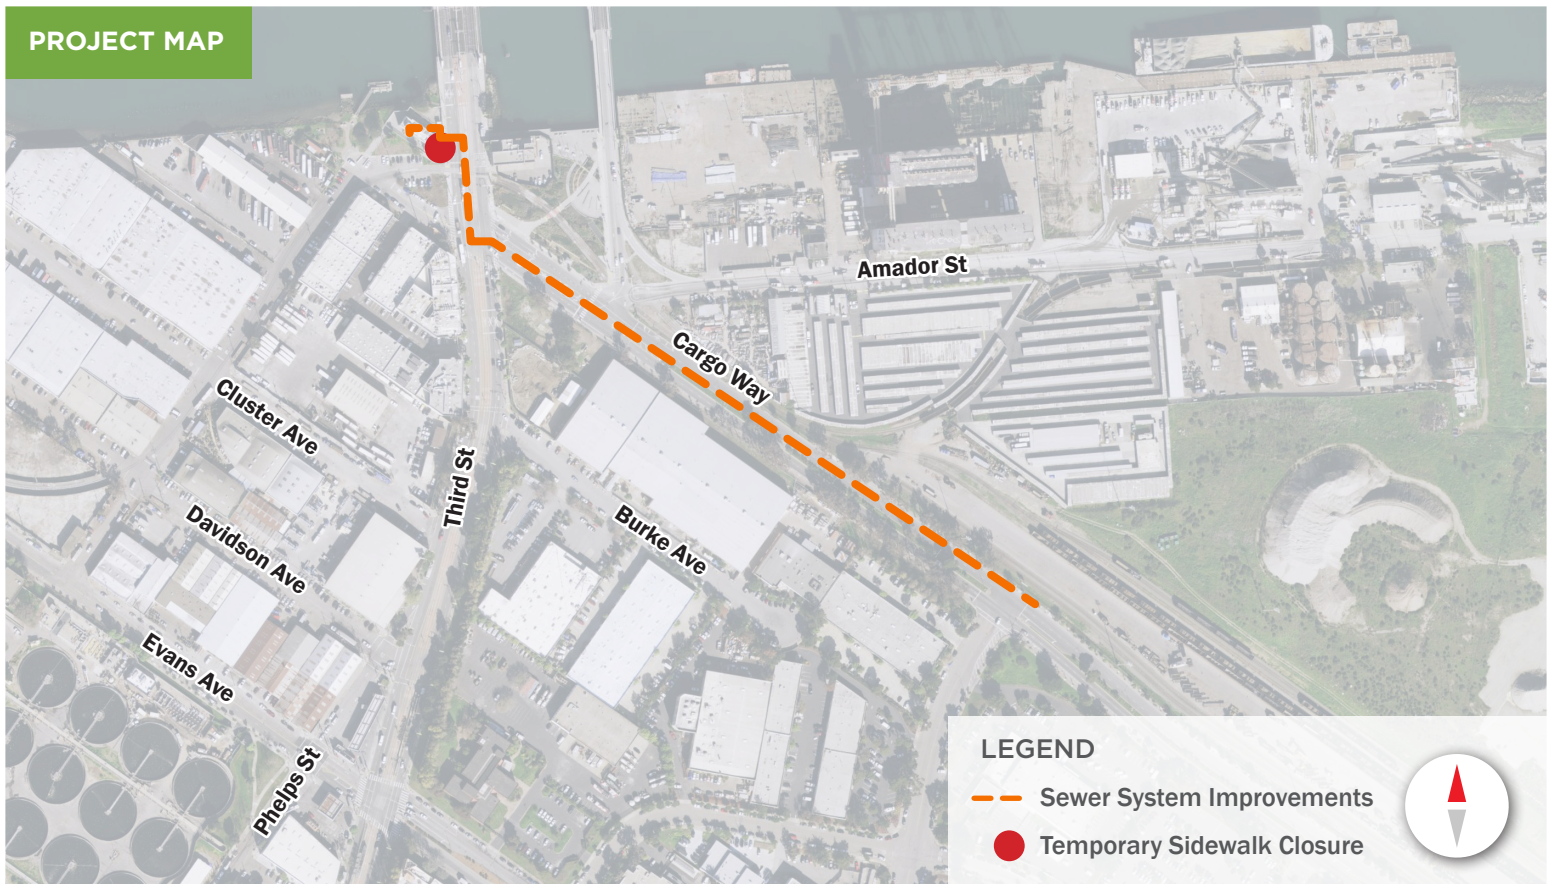 PROJECT MAP
Amador St
Cargo Way
Cluster Ave
Third St
Davidson Ave
Burke Ave
Evans Ave
Phelps St
LEGEND
Sewer System Improvements
Temporary Sidewalk Closure